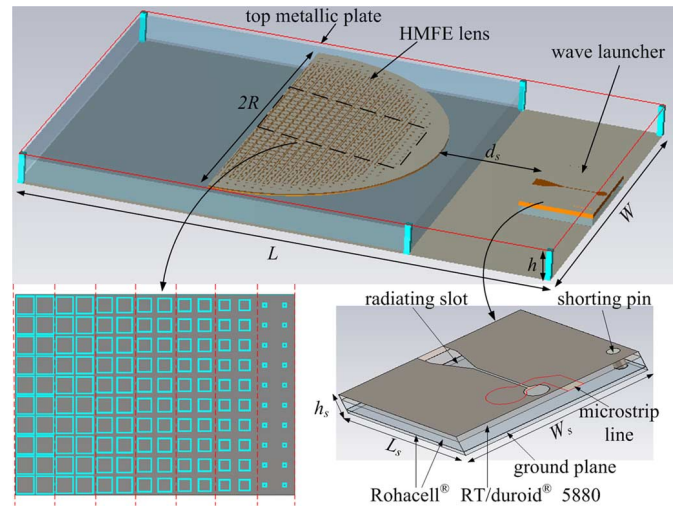 top metallic plate
HMFE lens
wave launcher
2R
d_s
L
W
h
radiating slot
shorting pin
h_s
L_s
W_s
microstrip line
ground plane
Rohacell®
RT/duroid® 5880